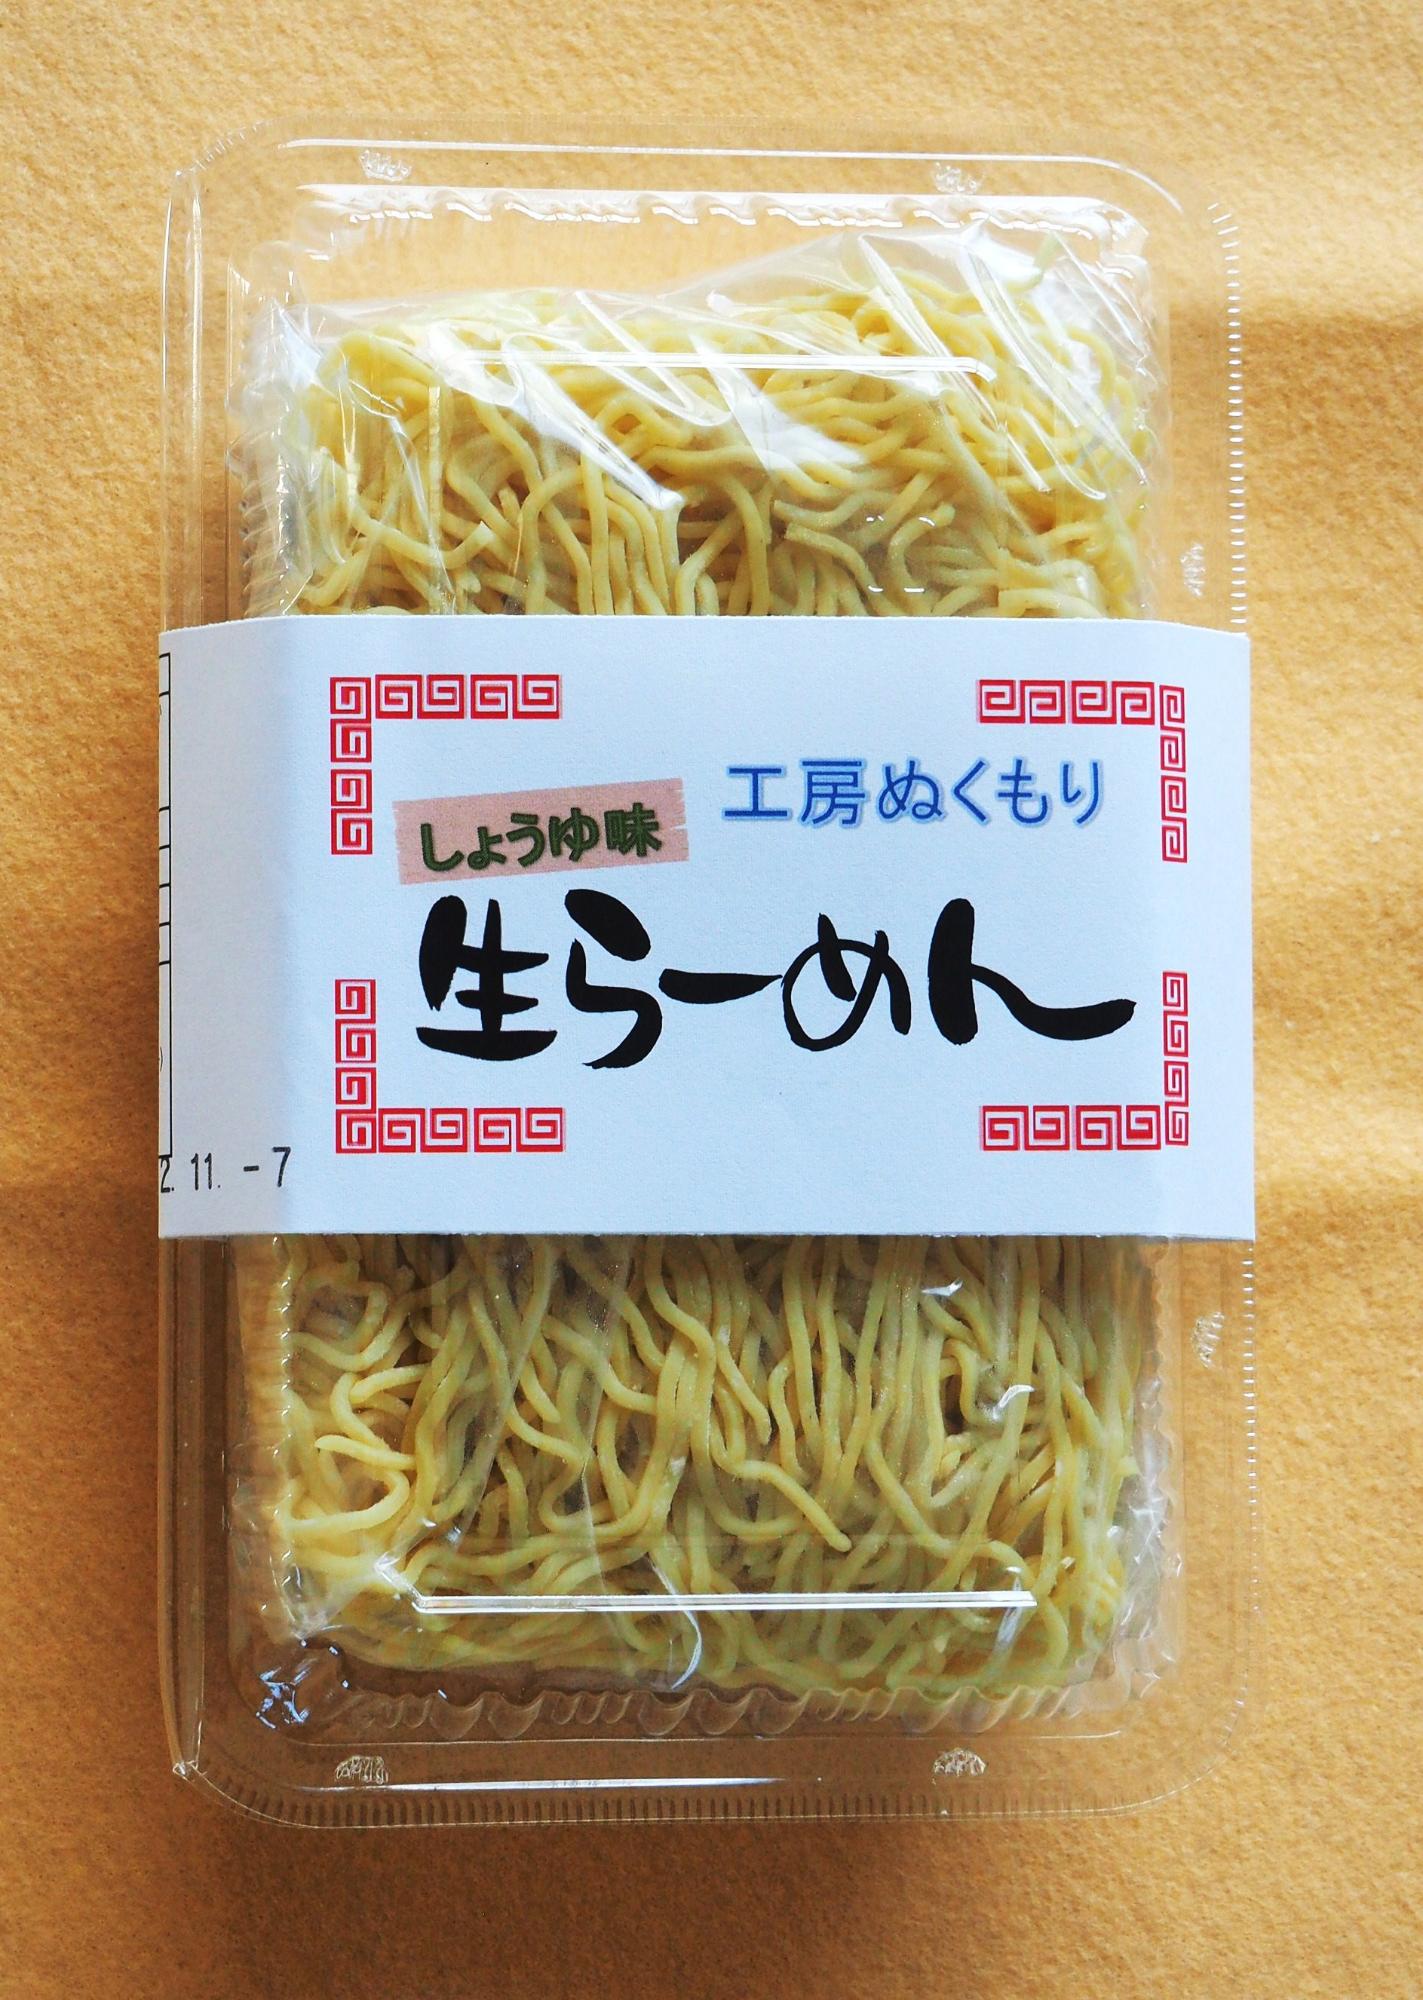 工房ぬくもり
しょうゆ味
生らーめん
2. 11. -7